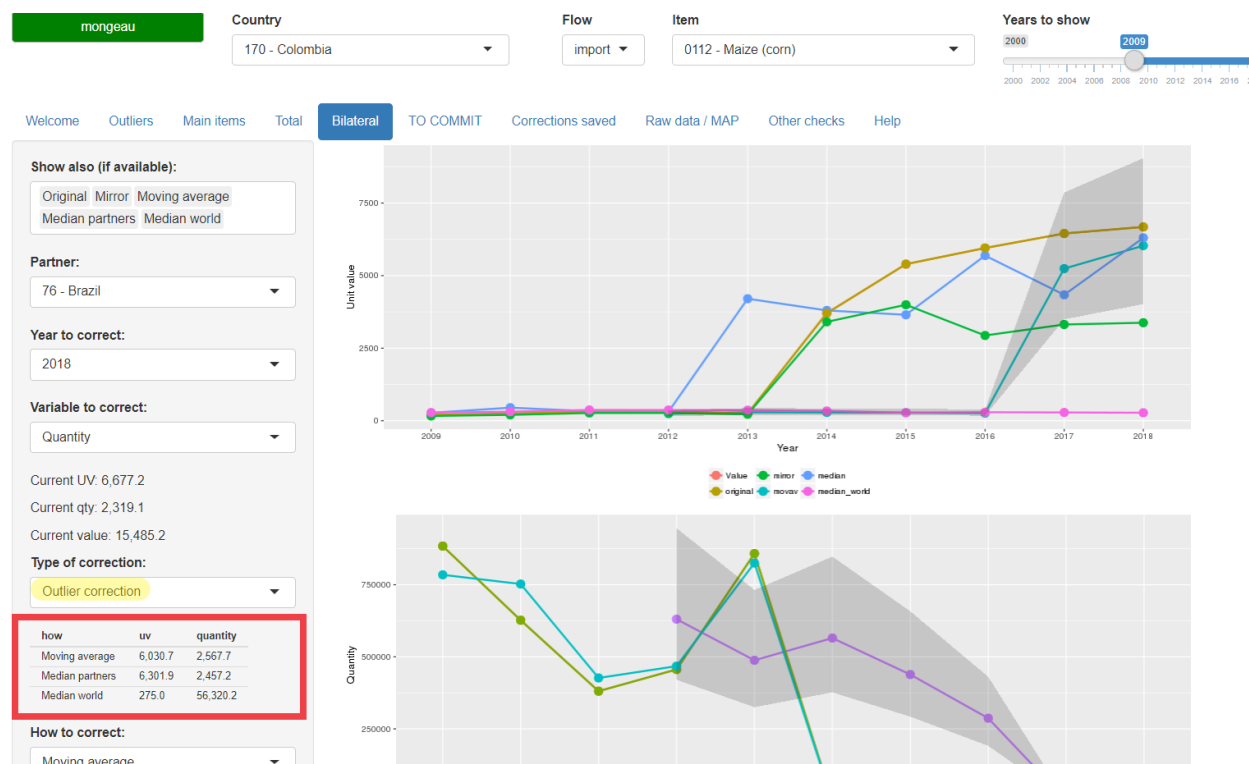 mongeau
Country
170 - Colombia
Flow
import
Item
0112 - Maize (corn)
Years to show
2000
2009
2000 2002 2004 2006 2008 2010 2012 2014 2016
Welcome Outliers Main items Total Bilateral TO COMMIT Corrections saved Raw data / MAP Other checks Help
Show also (if available):
Original Mirror Moving average
Median partners Median world
Partner:
76 - Brazil
Year to correct:
2018
Variable to correct:
Quantity
Current UV: 6,677.2
Current qty: 2,319.1
Current value: 15,485.2
Type of correction:
Outlier correction
how uv quantity
Moving average 6,030.7 2,567.7
Median partners 6,301.9 2,457.2
Median world 275.0 56,320.2
How to correct:
Moving average
Unit value
7500
5000
2500
0
2009 2010 2011 2012 2013 2014 2015 2016 2017 2018
Year
Value mirror median
original movav median_world
Quantity
750000
500000
250000